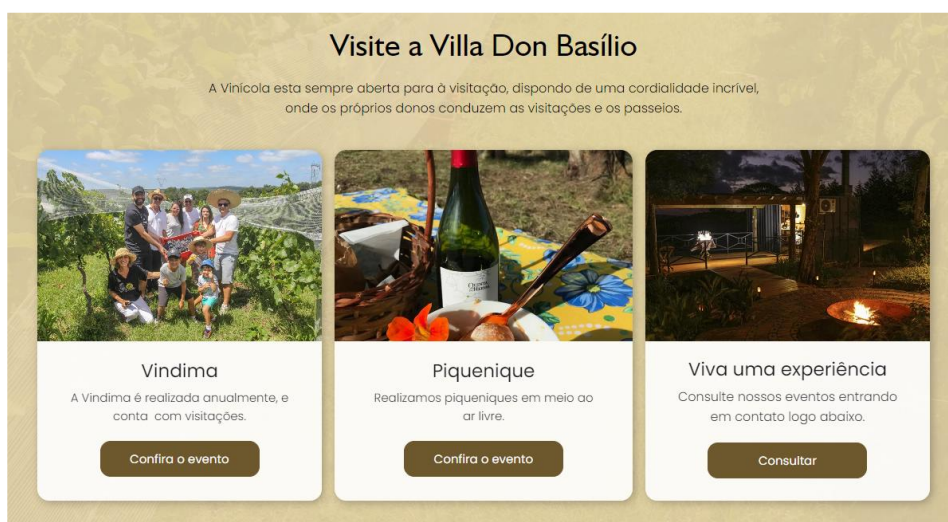 Visite a Villa Don Basílio
A Vinícola esta sempre aberta para à visitação, dispondo de uma cordialidade incrível,
onde os próprios donos conduzem as visitações e os passeios.
Vindima
A Vindima é realizada anualmente, e
conta com visitações.
Confira o evento
Piquenique
Realizamos piqueniques em meio ao
ar livre.
Confira o evento
Viva uma experiência
Consulte nossos eventos entrando
em contato logo abaixo.
Consultar